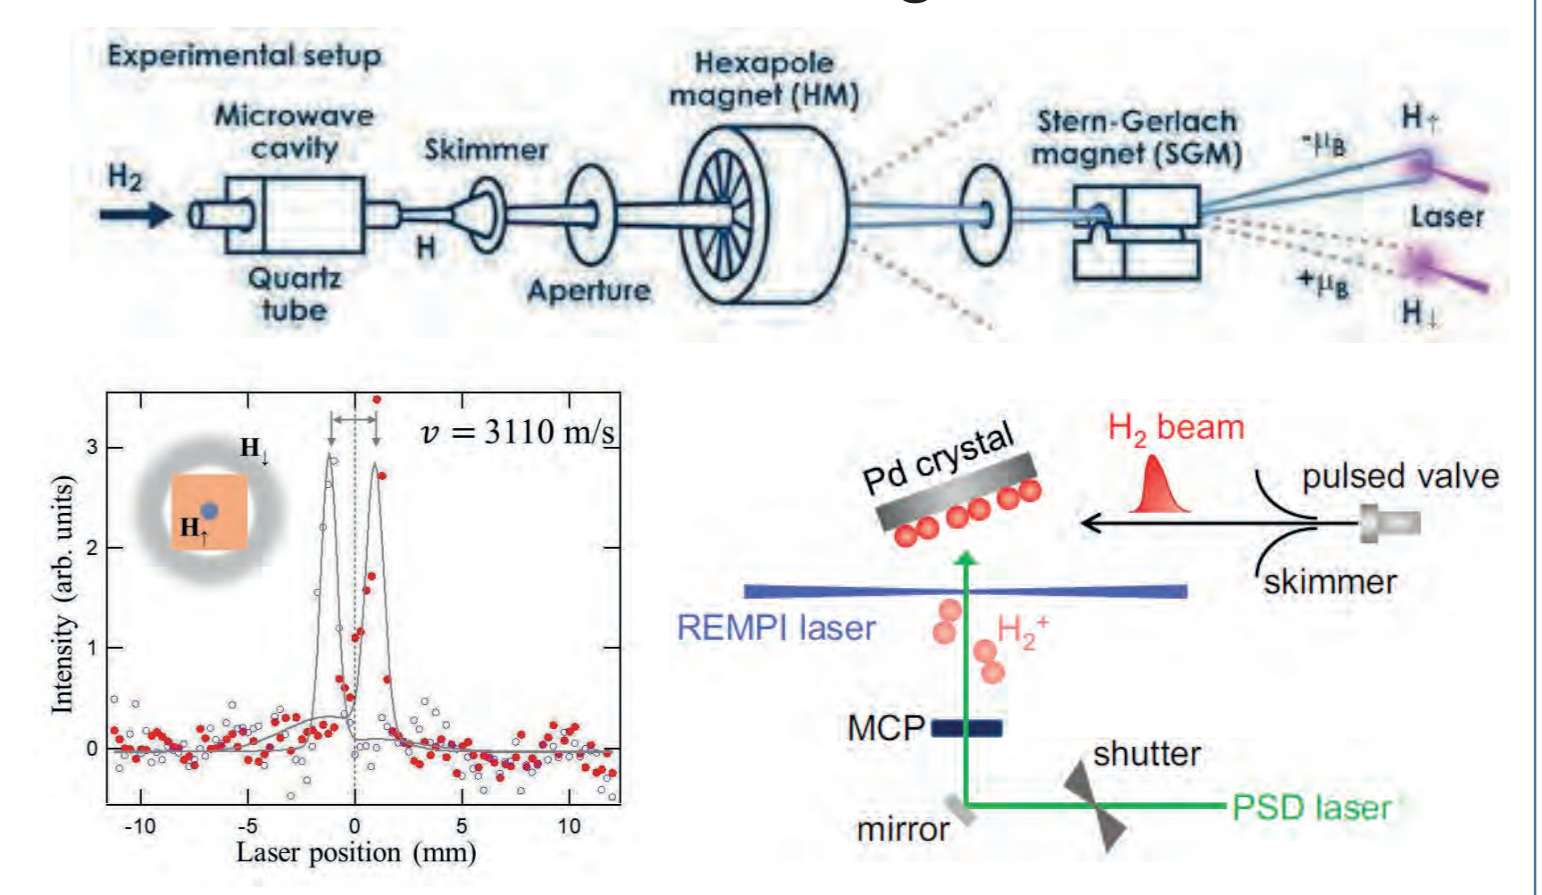 Experimental setup
Microwave
cavity
H₂
Quartz
tube
H
Skimmer
Aperture
Hexapole
magnet (HM)
Stern-Gerlach
magnet (SGM)
-μB
H↑
Laser
+μB
H↓
Intensity (arb. units)
3
2
1
0
-10
-5
0
5
10
Laser position (mm)
v = 3110 m/s
H↓
H↑
Pd crystal
H₂ beam
pulsed valve
skimmer
REMPI laser
H₂⁺
MCP
shutter
mirror
PSD laser